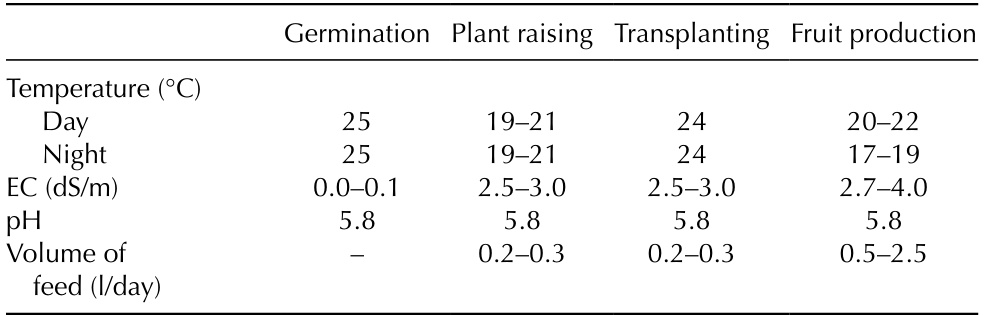 Germination Plant raising Transplanting Fruit production
Temperature (°C)
Day 25 19–21 24 20–22
Night 25 19–21 24 17–19
EC (dS/m) 0.0–0.1 2.5–3.0 2.5–3.0 2.7–4.0
pH 5.8 5.8 5.8 5.8
Volume of – 0.2–0.3 0.2–0.3 0.5–2.5
feed (l/day)